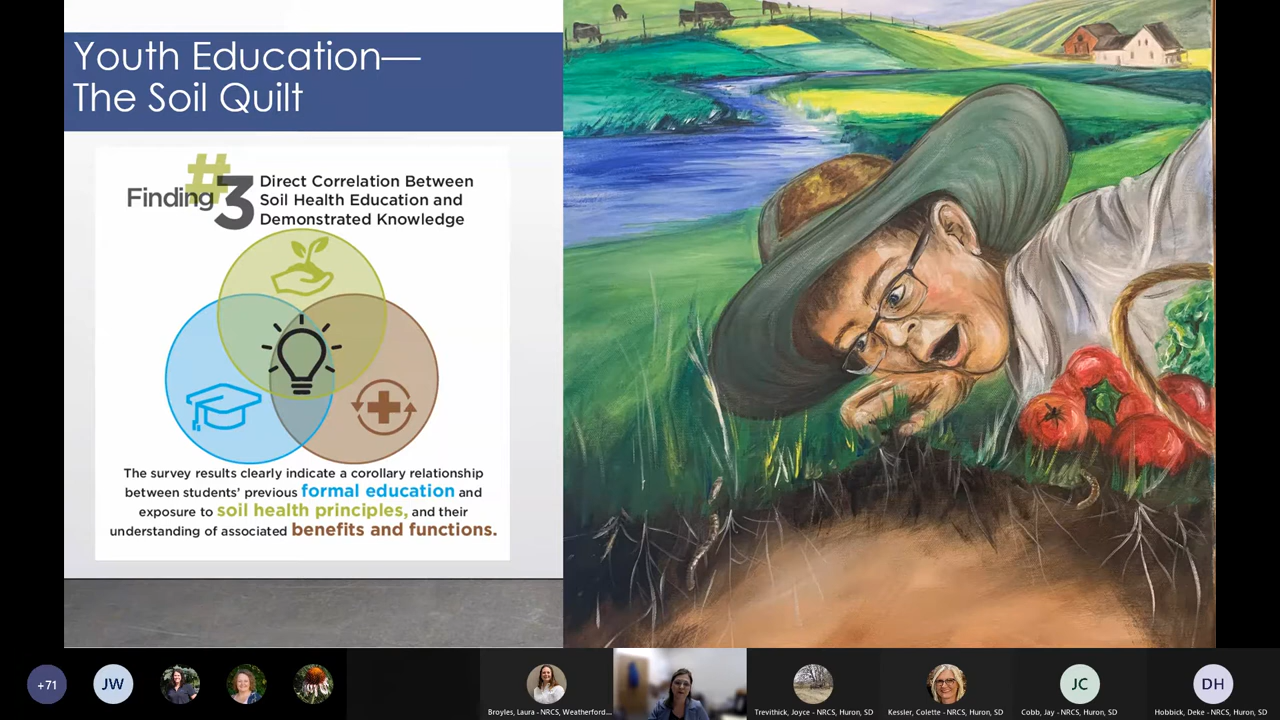 Youth Education—
The Soil Quilt
Finding #3
Direct Correlation Between
Soil Health Education and
Demonstrated Knowledge
The survey results clearly indicate a corollary relationship
between students' previous formal education and
exposure to soil health principles, and their
understanding of associated benefits and functions.
+71
JW
Broyles, Laura - NRCS, Weatherford...
Trevithick, Joyce - NRCS, Huron, SD
Kessler, Colette - NRCS, Huron, SD
JC
Cobb, Jay - NRCS, Huron, SD
DH
Hobbick, Deke - NRCS, Huron, SD